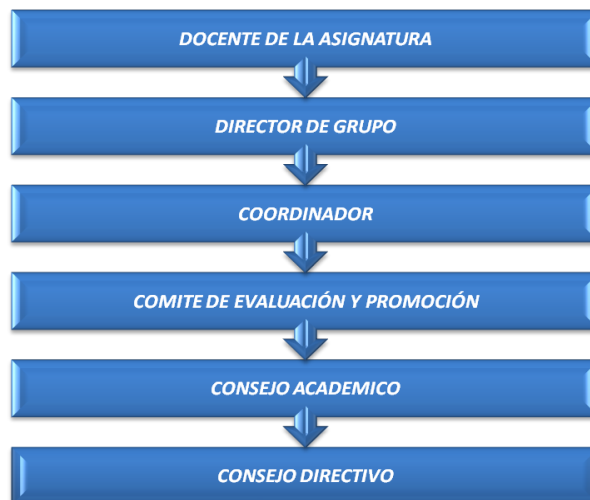 DOCENTE DE LA ASIGNATURA
DIRECTOR DE GRUPO
COORDINADOR
COMITE DE EVALUACIÓN Y PROMOCIÓN
CONSEJO ACADEMICO
CONSEJO DIRECTIVO